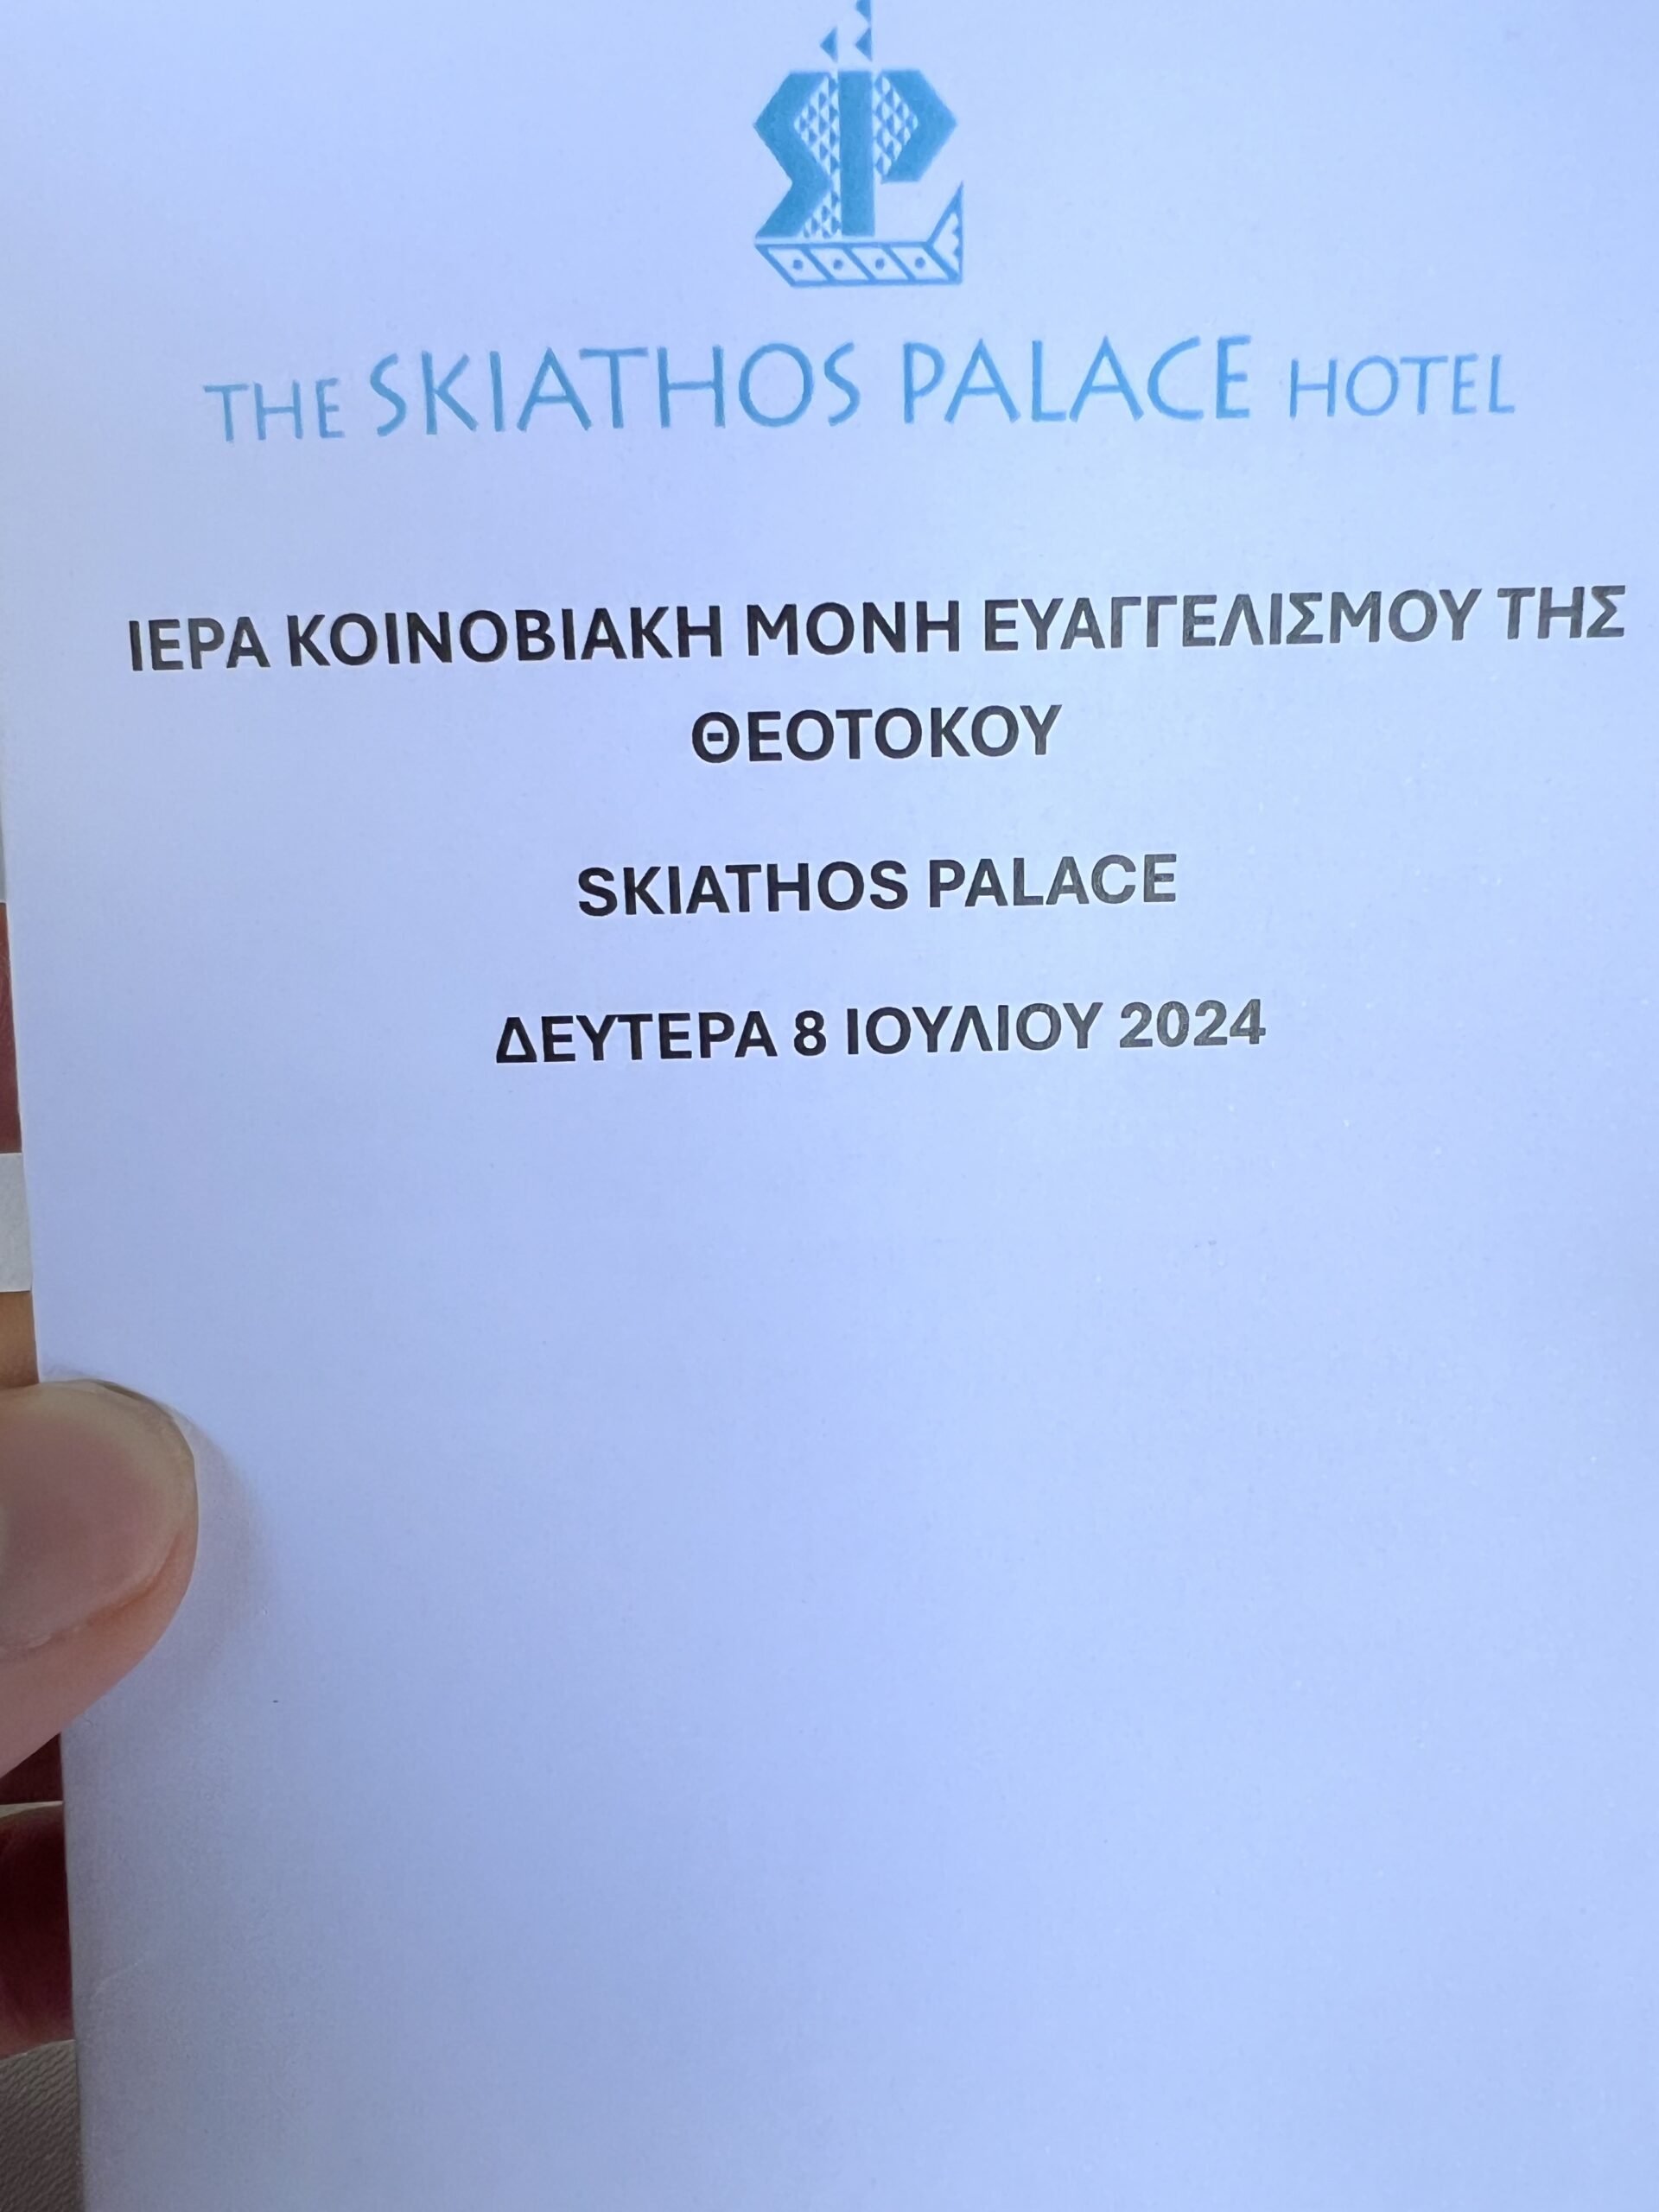 THE SKIATHOS PALACE HOTEL
ΙΕΡΑ ΚΟΙΝΟΒΙΑΚΗ ΜΟΝΗ ΕΥΑΓΓΕΛΙΣΜΟΥ ΤΗΣ
ΘΕΟΤΟΚΟΥ
SKIATHOS PALACE
ΔΕΥΤΕΡΑ 8 ΙΟΥΛΙΟΥ 2024